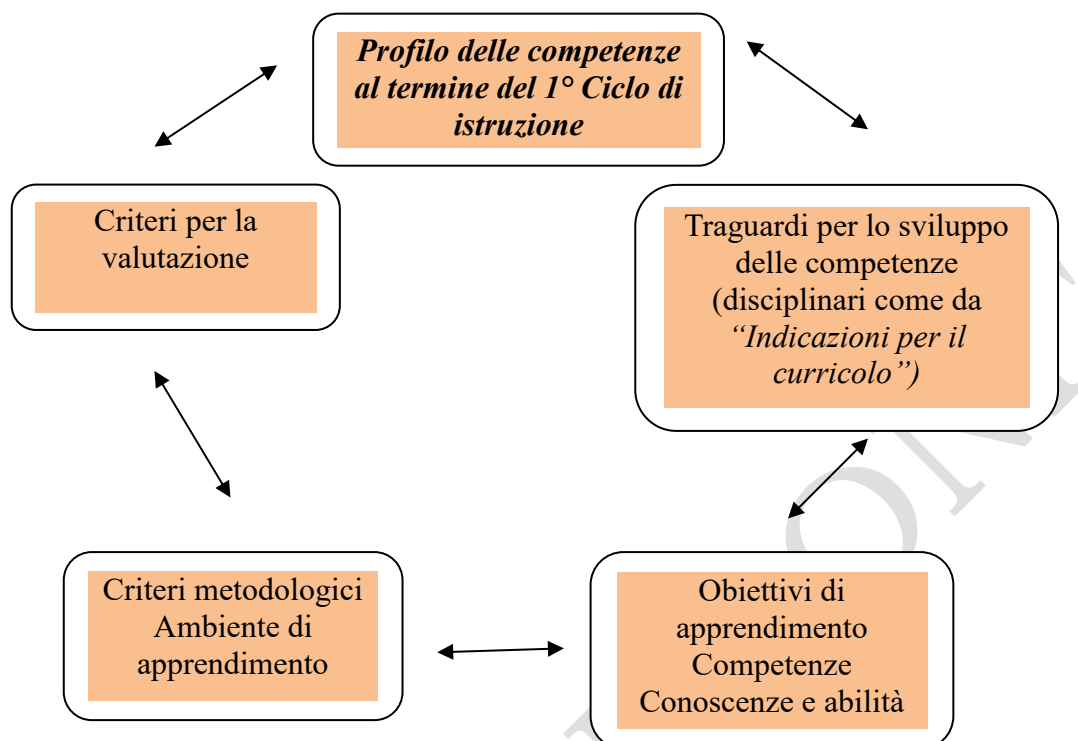 Profilo delle competenze
al termine del 1° Ciclo di
istruzione
Criteri per la
valutazione
Traguardi per lo sviluppo
delle competenze
(disciplinari come da
“Indicazioni per il
curricolo”)
Criteri metodologici
Ambiente di
apprendimento
Obiettivi di
apprendimento
Competenze
Conoscenze e abilità